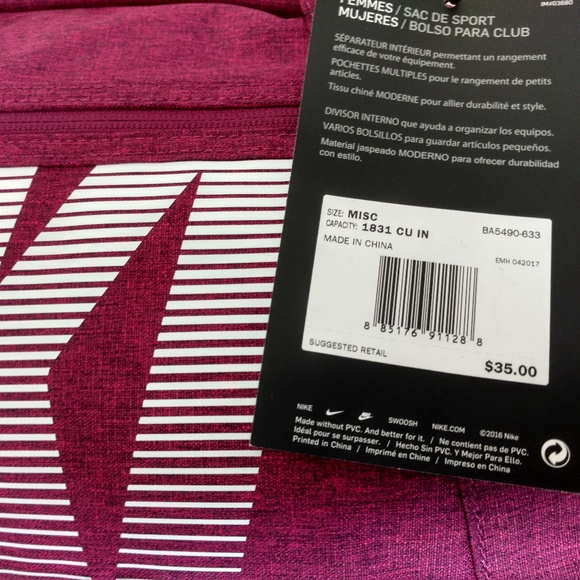 IM#03680
FEMMES / SAC DE SPORT
MUJERES / BOLSO PARA CLUB
SÉPARATEUR INTÉRIEUR permettant un rangement
efficace de votre équipement.
POCHETTES MULTIPLES pour le rangement de petits
articles.
Tissu chiné MODERNE pour allier durabilité et style.
DIVISOR INTERNO que ayuda a organizar los equipos.
VARIOS BOLSILLOS para guardar artículos pequeños.
Material jaspeado MODERNO para ofrecer durabilidad
con estilo.
SIZE: MISC
CAPACITY: 1831 CU IN BA5490-633
MADE IN CHINA
EMH 042017
8 85176 91128 8
SUGGESTED RETAIL
$35.00
NIKE SWOOSH NIKE.COM ©2016 Nike
Made without PVC. And better for it. / Ne contient pas de PVC.
Idéal pour se surpasser. / Hecho Sin PVC. Y Mejor Para Ello.
Printed in China / Imprimé en Chine / Impreso en China